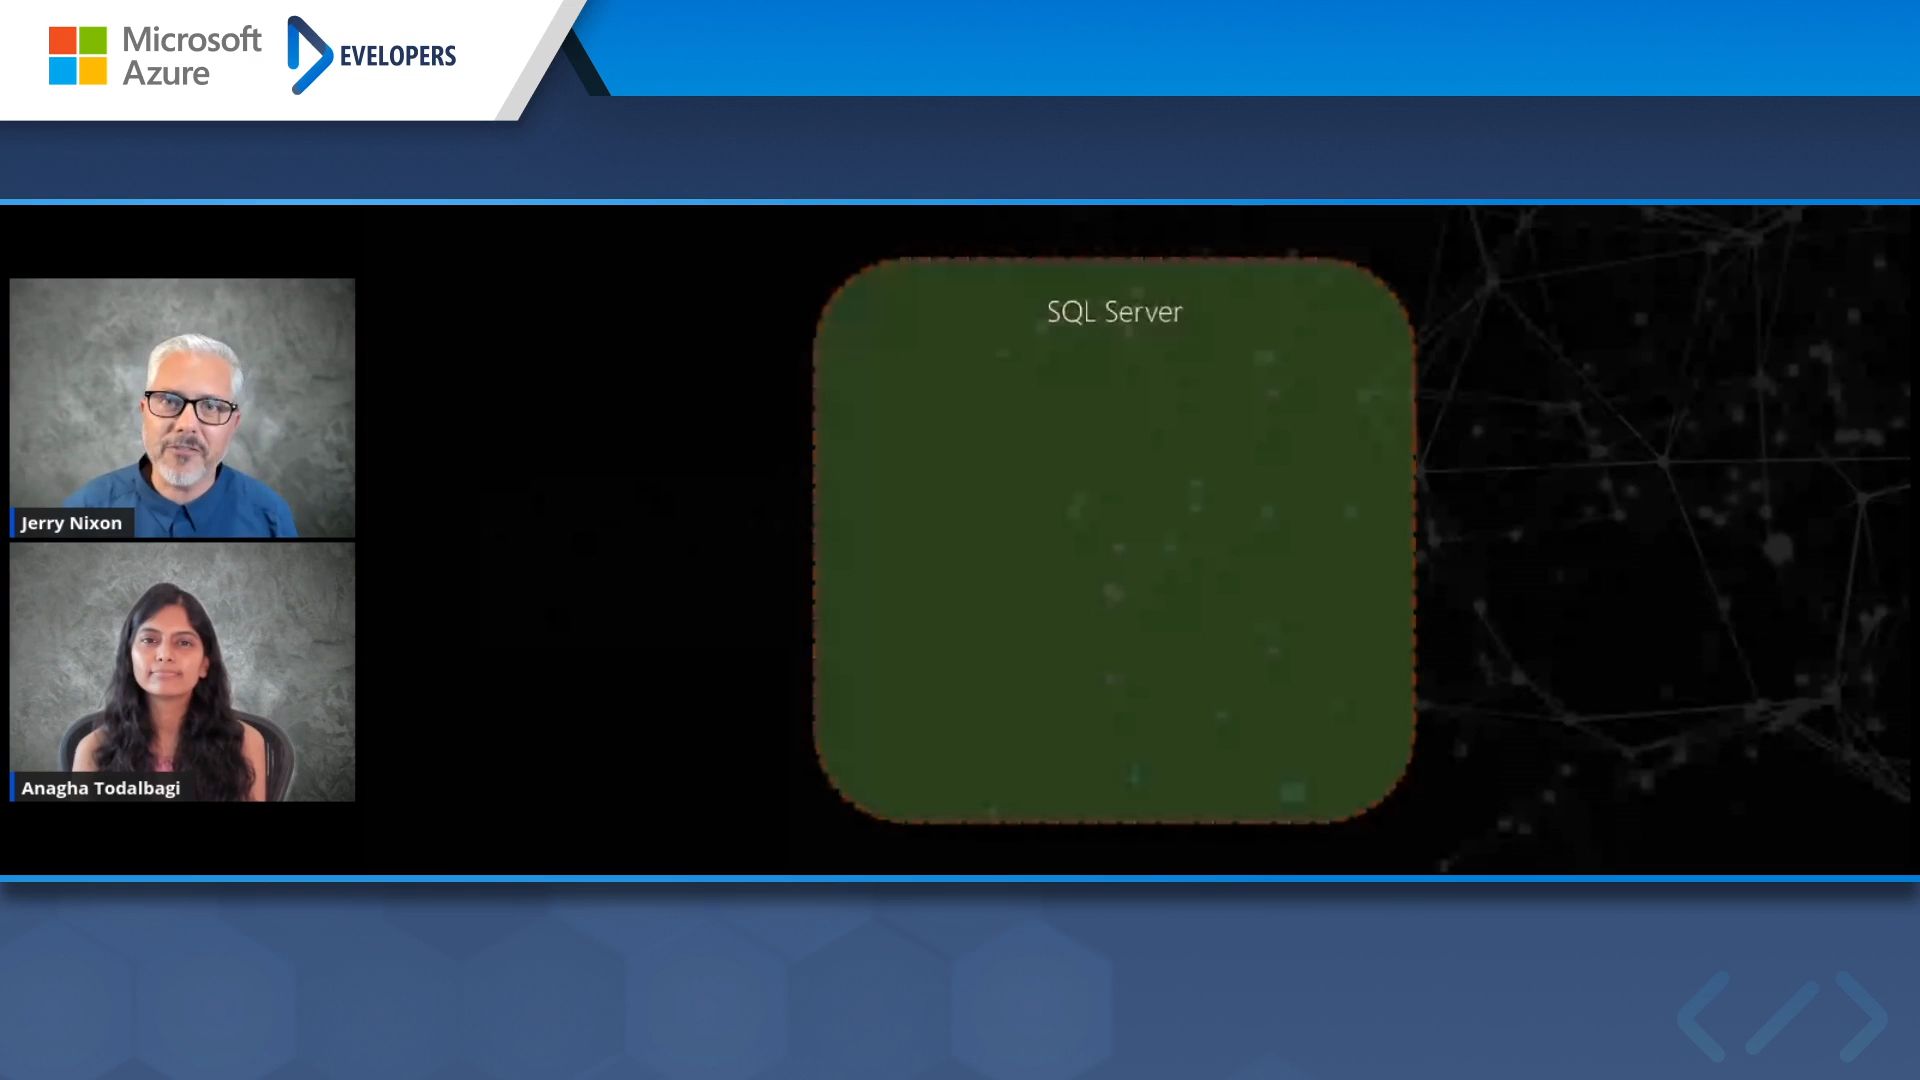 Microsoft
Azure
EVELOPERS
SQL Server
Jerry Nixon
Anagha Todalbagi